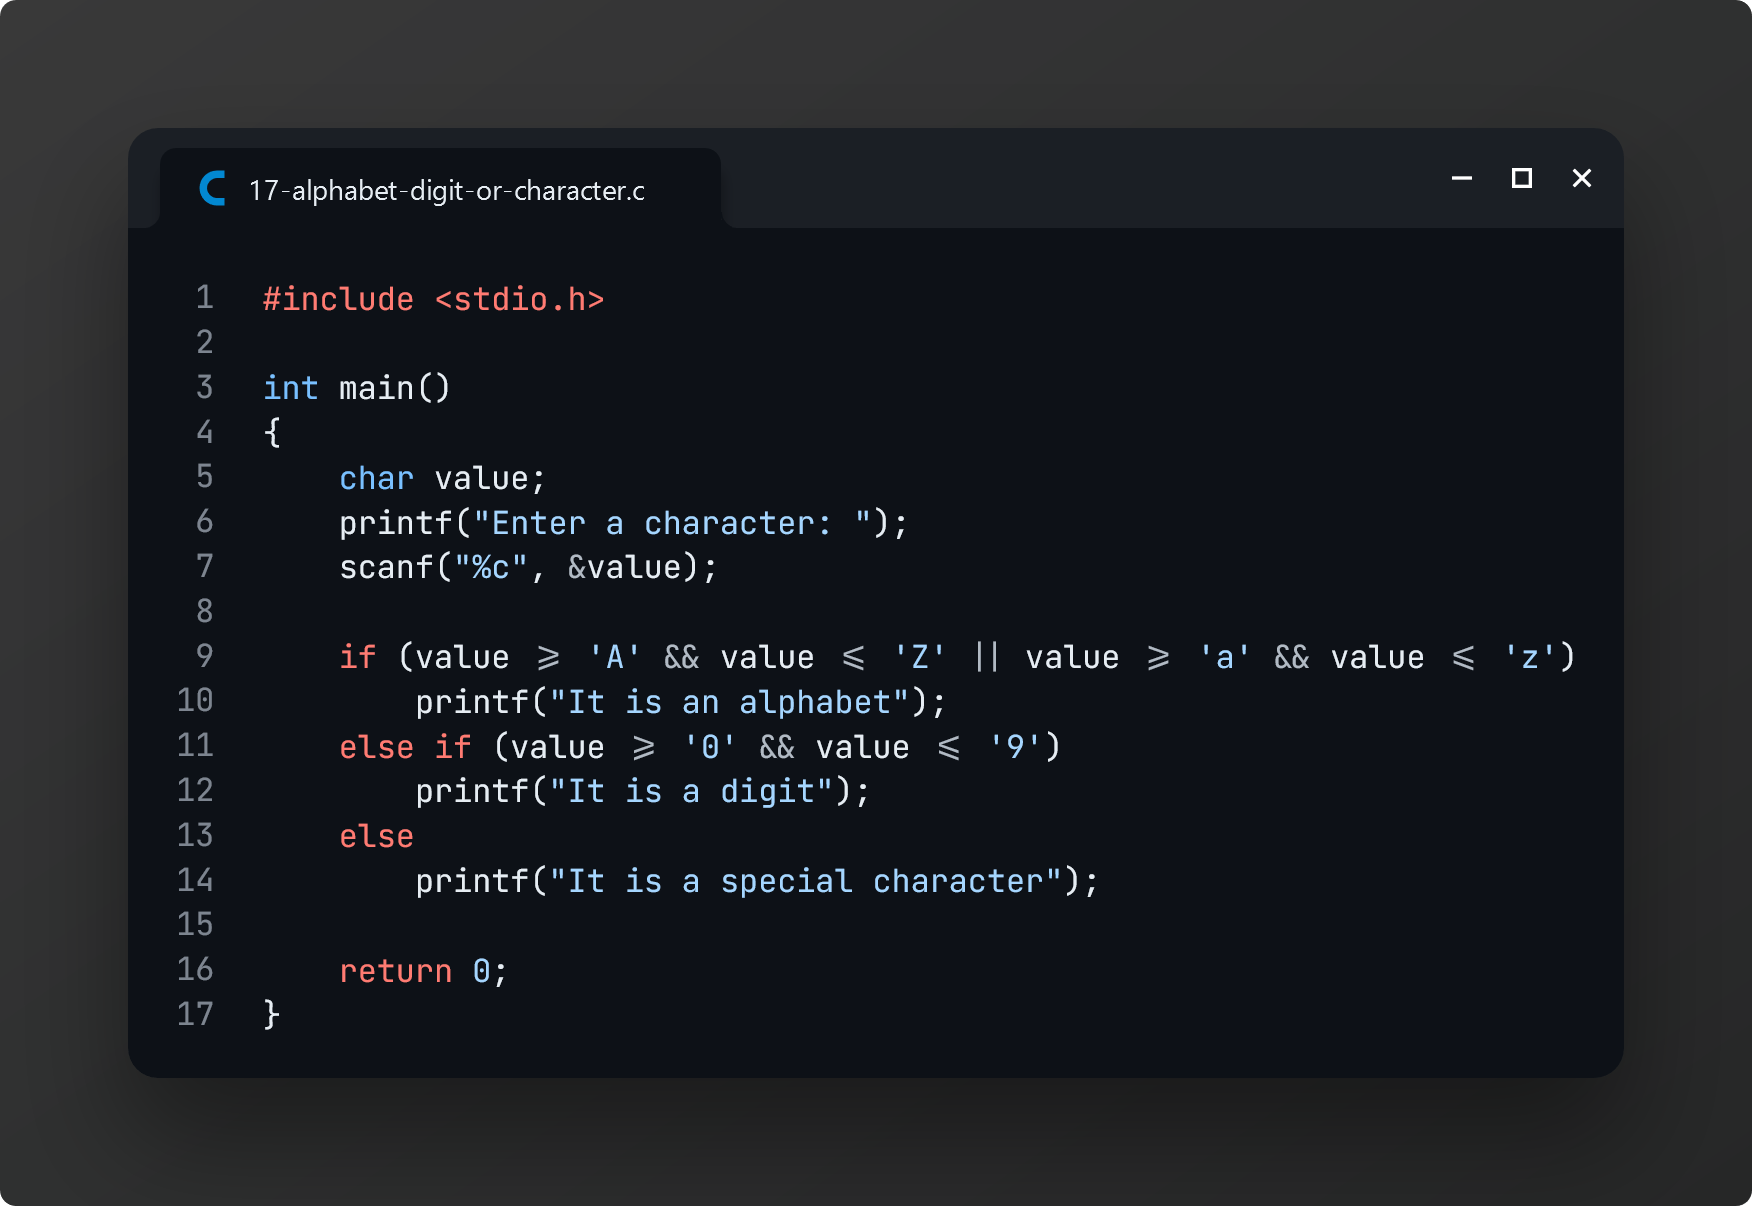 17-alphabet-digit-or-character.c
1 #include <stdio.h>
2
3 int main()
4 {
5     char value;
6     printf("Enter a character: ");
7     scanf("%c", &value);
8
9     if (value >= 'A' && value <= 'Z' || value >= 'a' && value <= 'z')
10         printf("It is an alphabet");
11     else if (value >= '0' && value <= '9')
12         printf("It is a digit");
13     else
14         printf("It is a special character");
15
16     return 0;
17 }